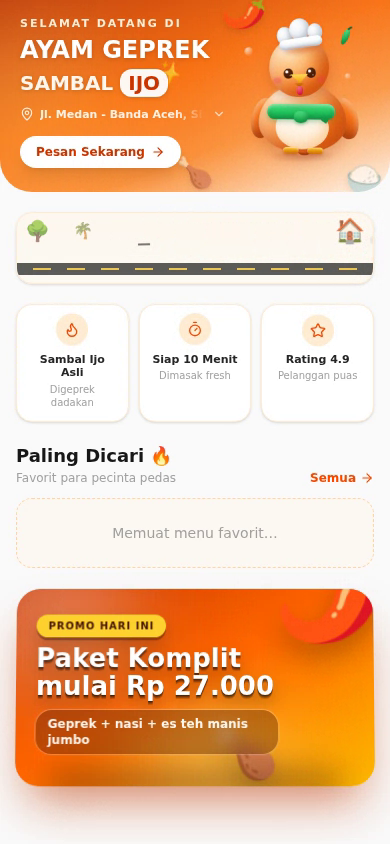 SELAMAT DATANG DI
AYAM GEPREK
SAMBAL IJO
Jl. Medan - Banda Aceh,
Pesan Sekarang →
Sambal Ijo Asli
Digeprek dadakan
Siap 10 Menit
Dimasak fresh
Rating 4.9
Pelanggan puas
Paling Dicari 🔥
Favorit para pecinta pedas
Semua →
Memuat menu favorit...
PROMO HARI INI
Paket Komplit
mulai Rp 27.000
Geprek + nasi + es teh manis
jumbo